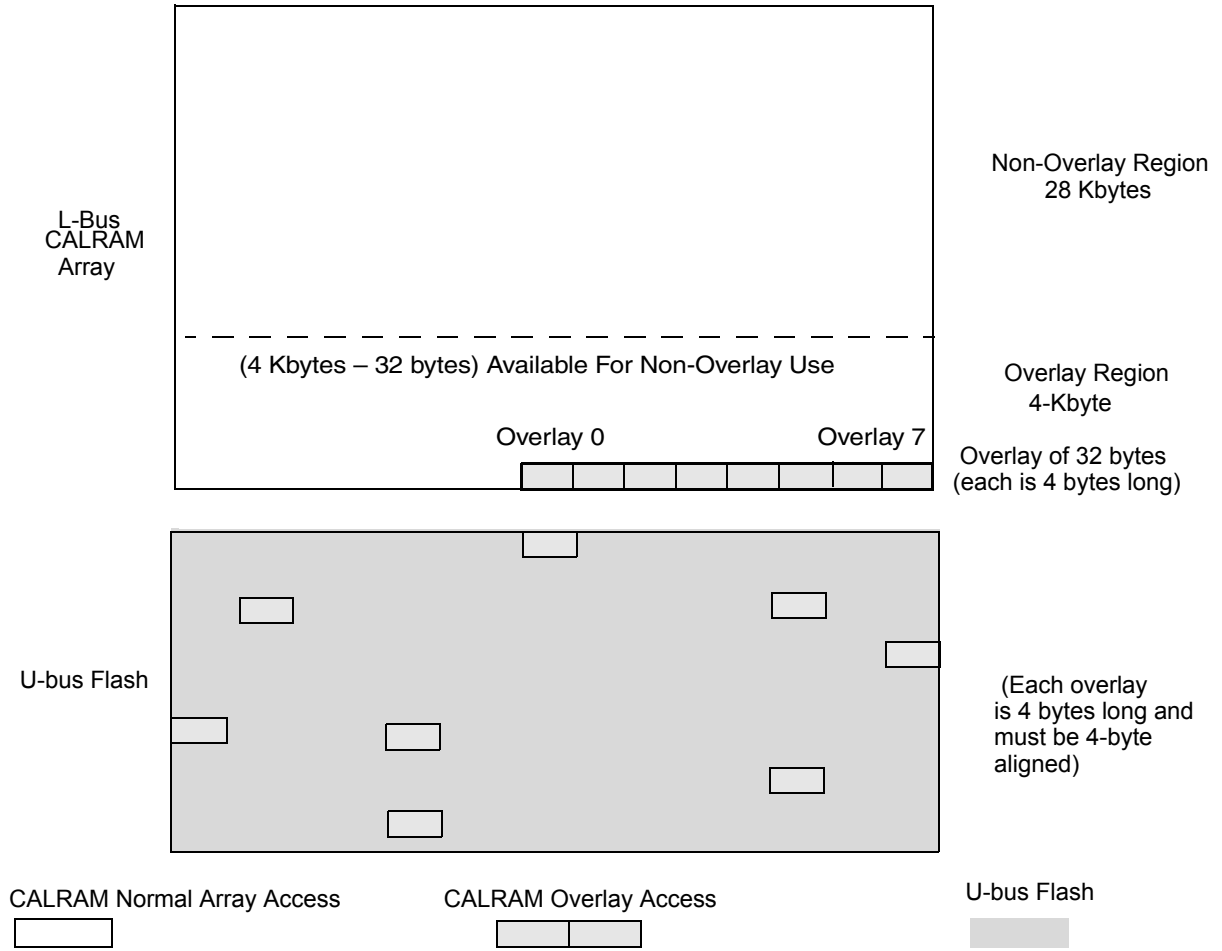 Non-Overlay Region
28 Kbytes
L-Bus
CALRAM
Array
(4 Kbytes – 32 bytes) Available For Non-Overlay Use
Overlay Region
4-Kbyte
Overlay 0
Overlay 7
Overlay of 32 bytes
(each is 4 bytes long)
U-bus Flash
(Each overlay
is 4 bytes long and
must be 4-byte
aligned)
CALRAM Normal Array Access
CALRAM Overlay Access
U-bus Flash